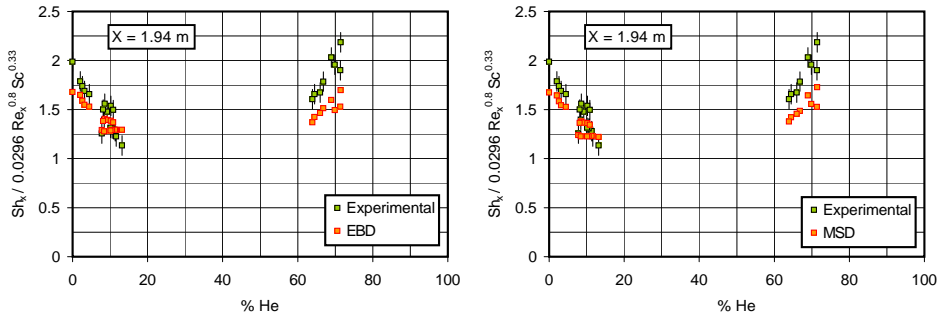 Sh_x / 0.0296 Re_x^0.8 Sc^0.33
2.5
2
1.5
1
0.5
0
X = 1.94 m
Experimental
EBD
0 20 40 60 80 100
% He
Sh_x / 0.0296 Re_x^0.8 Sc^0.33
2.5
2
1.5
1
0.5
0
X = 1.94 m
Experimental
MSD
0 20 40 60 80 100
% He